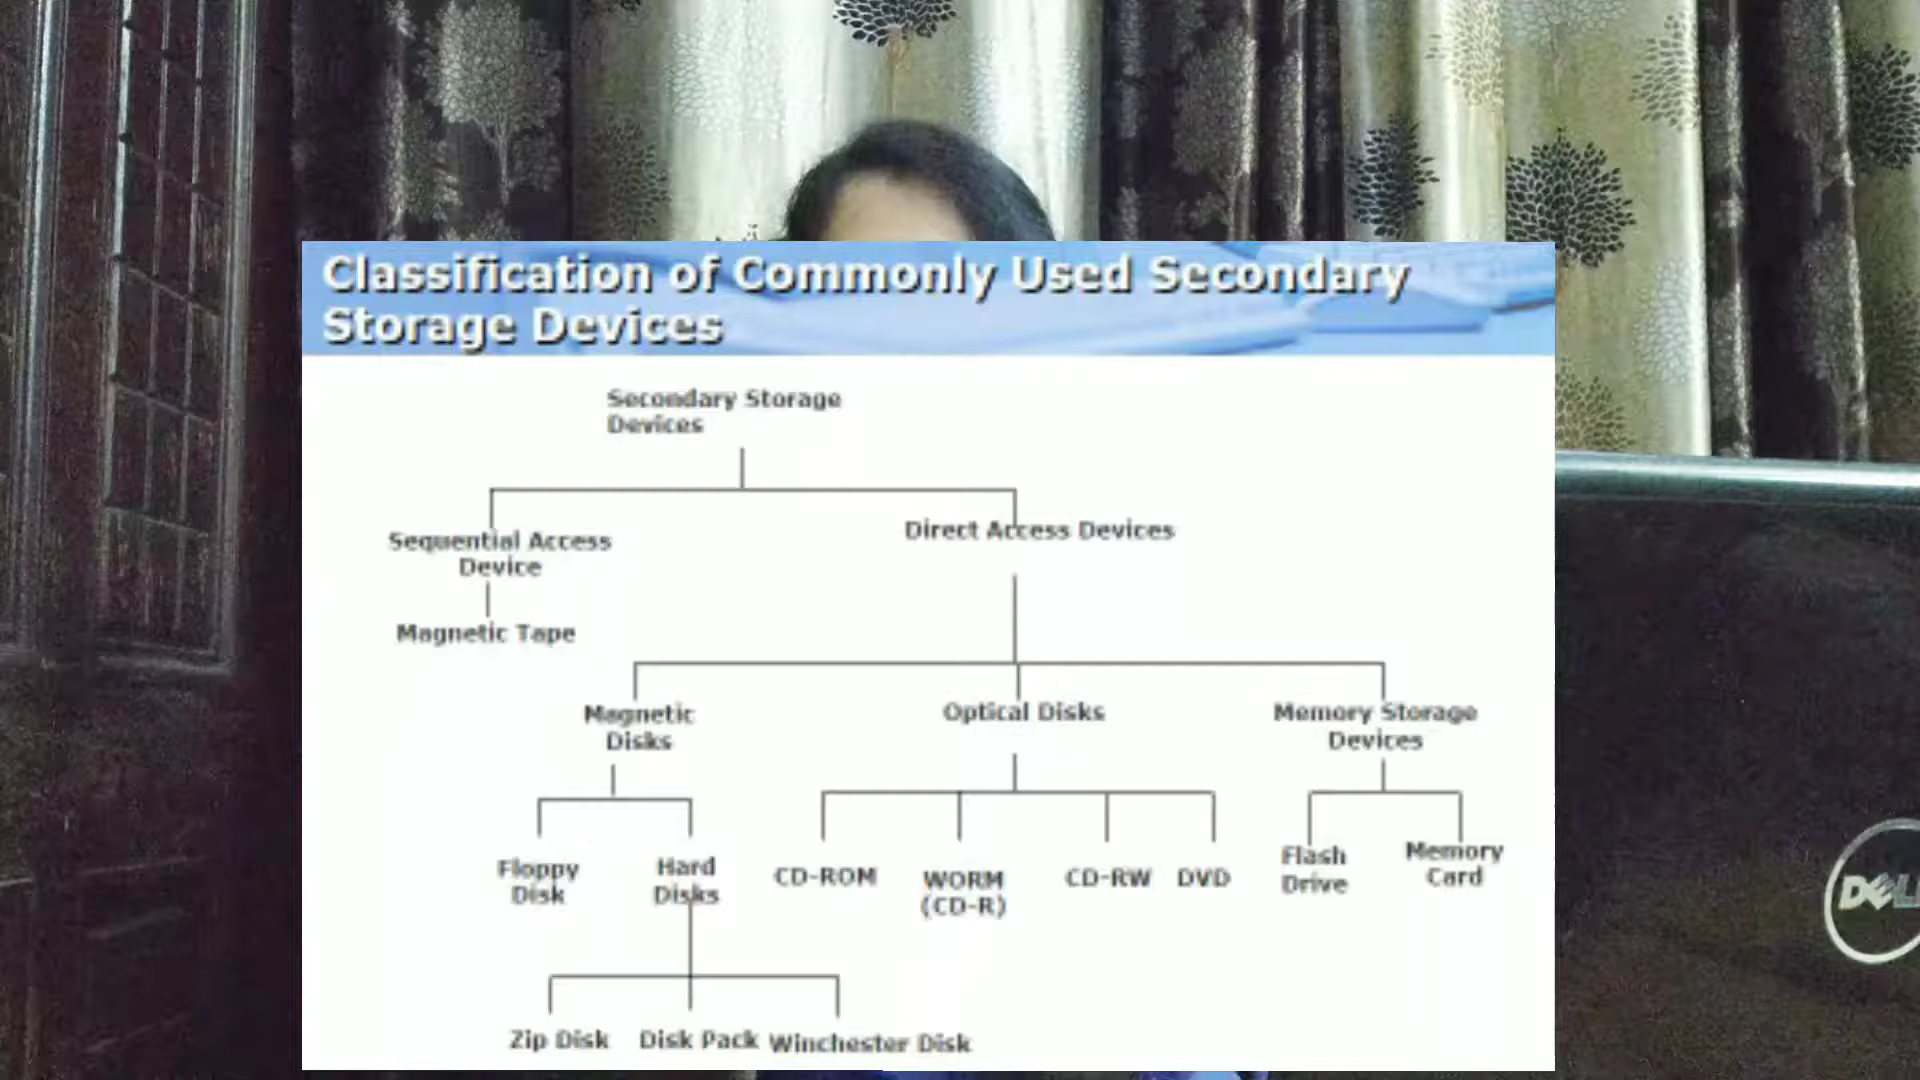 Classification of Commonly Used Secondary
Storage Devices
Secondary Storage
Devices
Sequential Access
Device
Direct Access Devices
Magnetic Tape
Magnetic
Disks
Optical Disks
Memory Storage
Devices
Floppy
Disk
Hard
Disks
CD-ROM
WORM
(CD-R)
CD-RW
DVD
Flash
Drive
Memory
Card
Zip Disk
Disk Pack
Winchester Disk
DELL